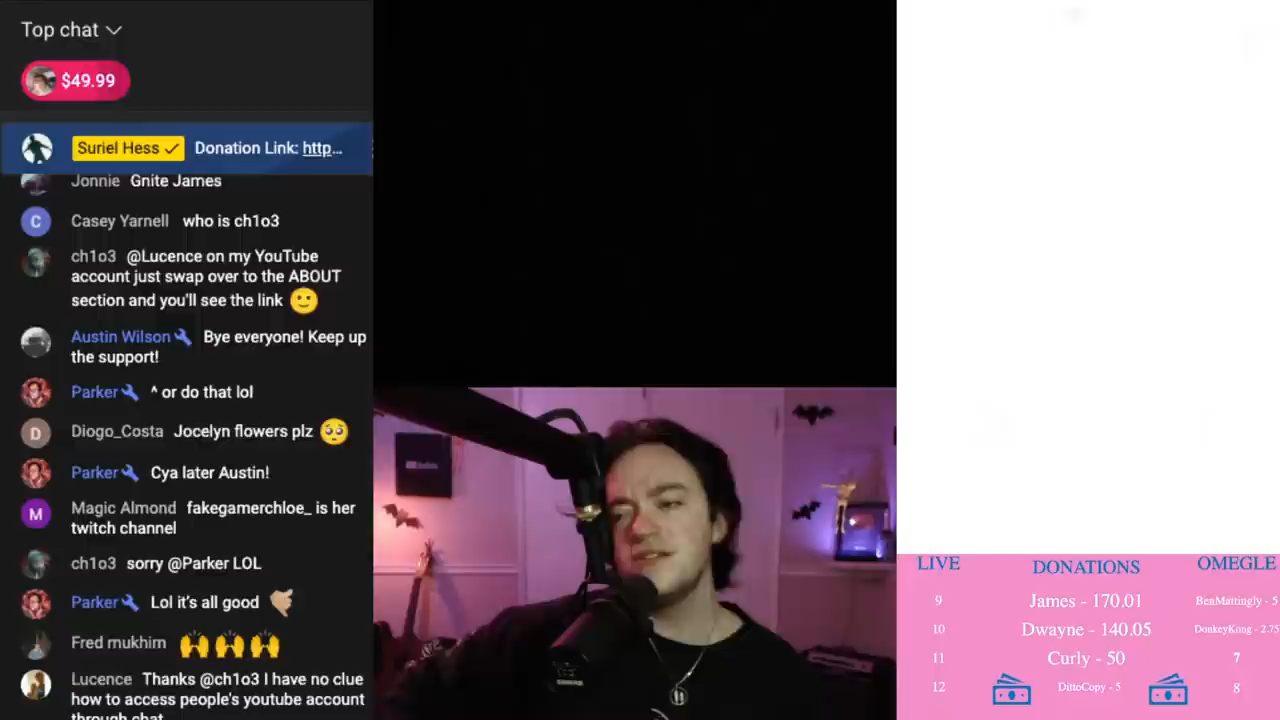 Top chat
$49.99
Suriel Hess Donation Link: http...
Jonnie Gnite James
Casey Yarnell who is ch1o3
ch1o3 @Lucence on my YouTube
account just swap over to the ABOUT
section and you'll see the link
Austin Wilson Bye everyone! Keep up
the support!
Parker ^ or do that lol
Diogo_Costa Jocelyn flowers plz
Parker Cya later Austin!
Magic Almond fakegamerchloe_ is her
twitch channel
ch1o3 sorry @Parker LOL
Parker Lol it's all good
Fred mukhim
Lucence Thanks @ch1o3 I have no clue
how to access people's youtube account
through chat
C
D
M
SHURE
LIVE
9
10
11
12
DONATIONS
James - 170.01
Dwayne - 140.05
Curly - 50
DittoCopy - 5
OMEGLE
BenMattingly - 5
DonkeyKong - 2.75
7
8